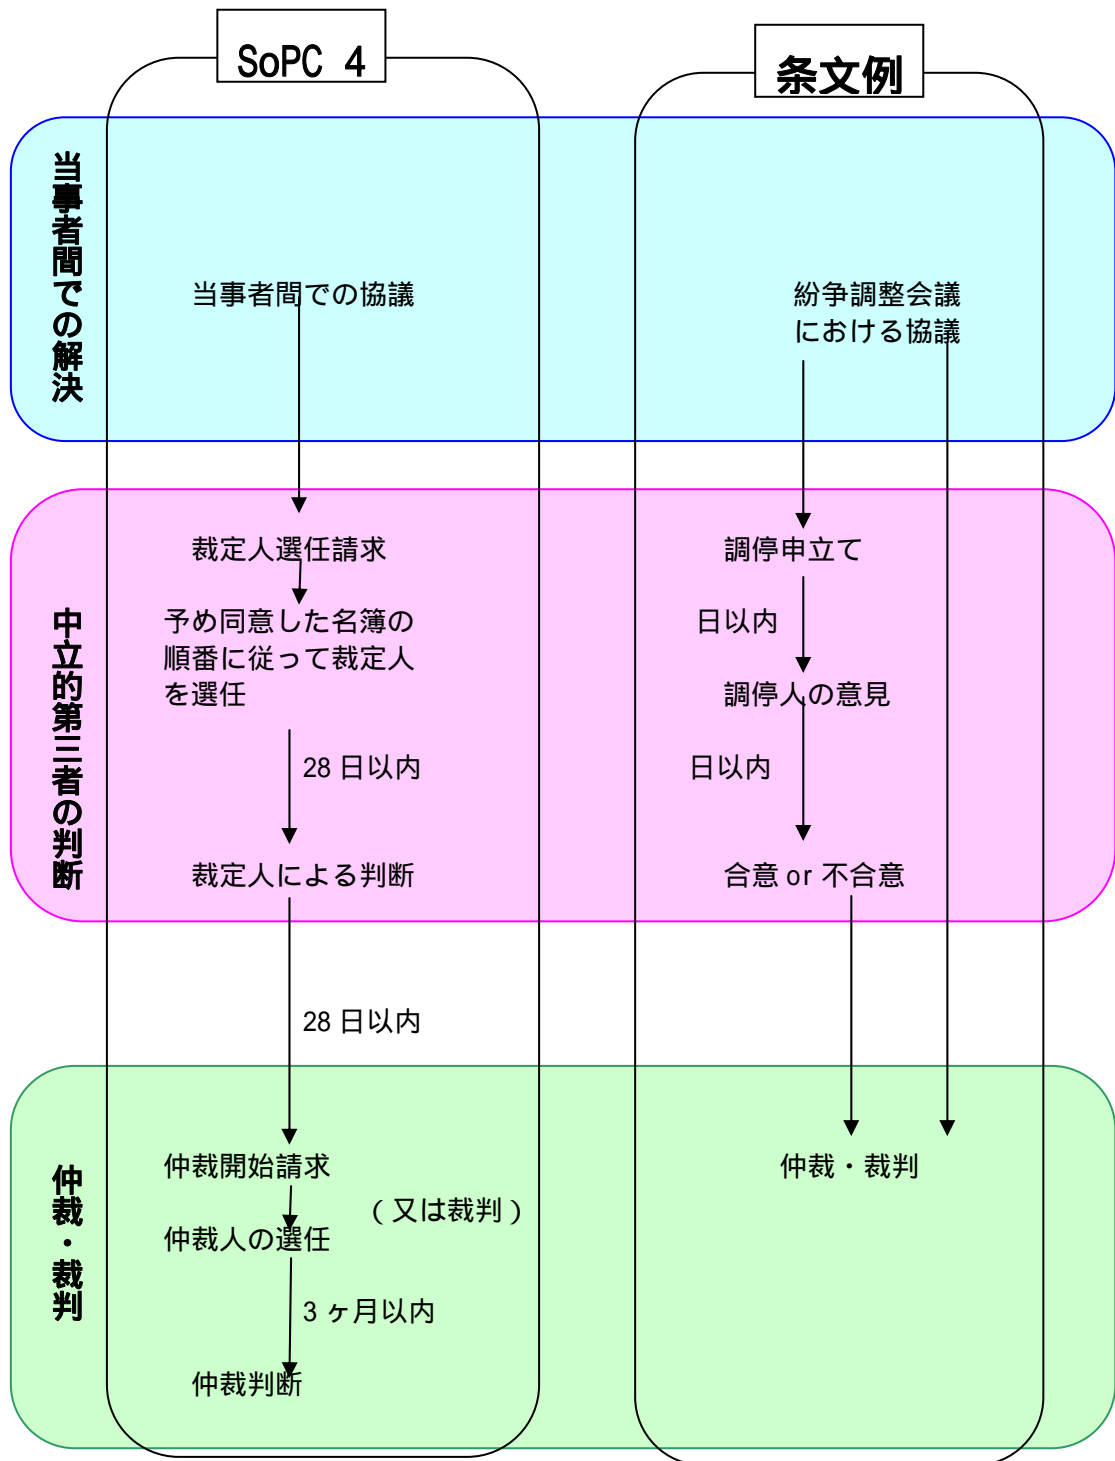 SoPC 4
条文例
当事者間での解決
当事者間での協議
紛争調整会議
における協議
中立的第三者の判断
裁定人選任請求
予め同意した名簿の
順番に従って裁定人
を選任
28 日以内
裁定人による判断
調停申立て
日以内
調停人の意見
日以内
合意 or 不合意
28 日以内
仲裁・裁判
仲裁開始請求
（又は裁判）
仲裁人の選任
3 ヶ月以内
仲裁判断
仲裁・裁判